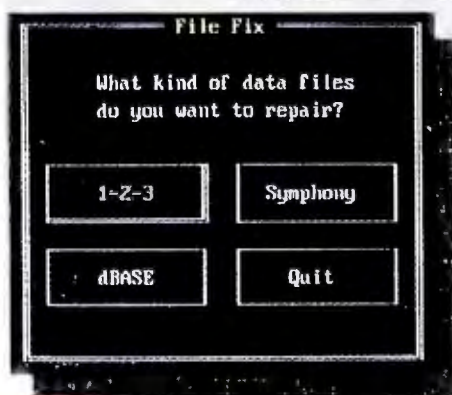 File Fix
What kind of data files
do you want to repair?
1-2-3
Symphony
dBASE
Quit